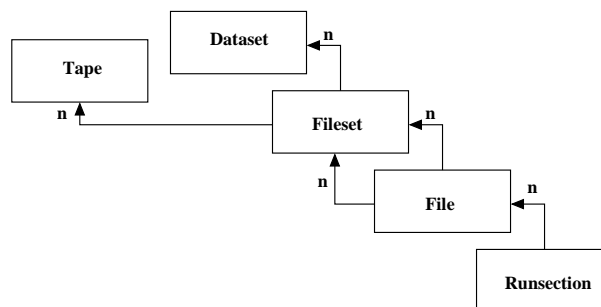 n
Dataset
Tape
n
n
Fileset
n
n
File
Runsection